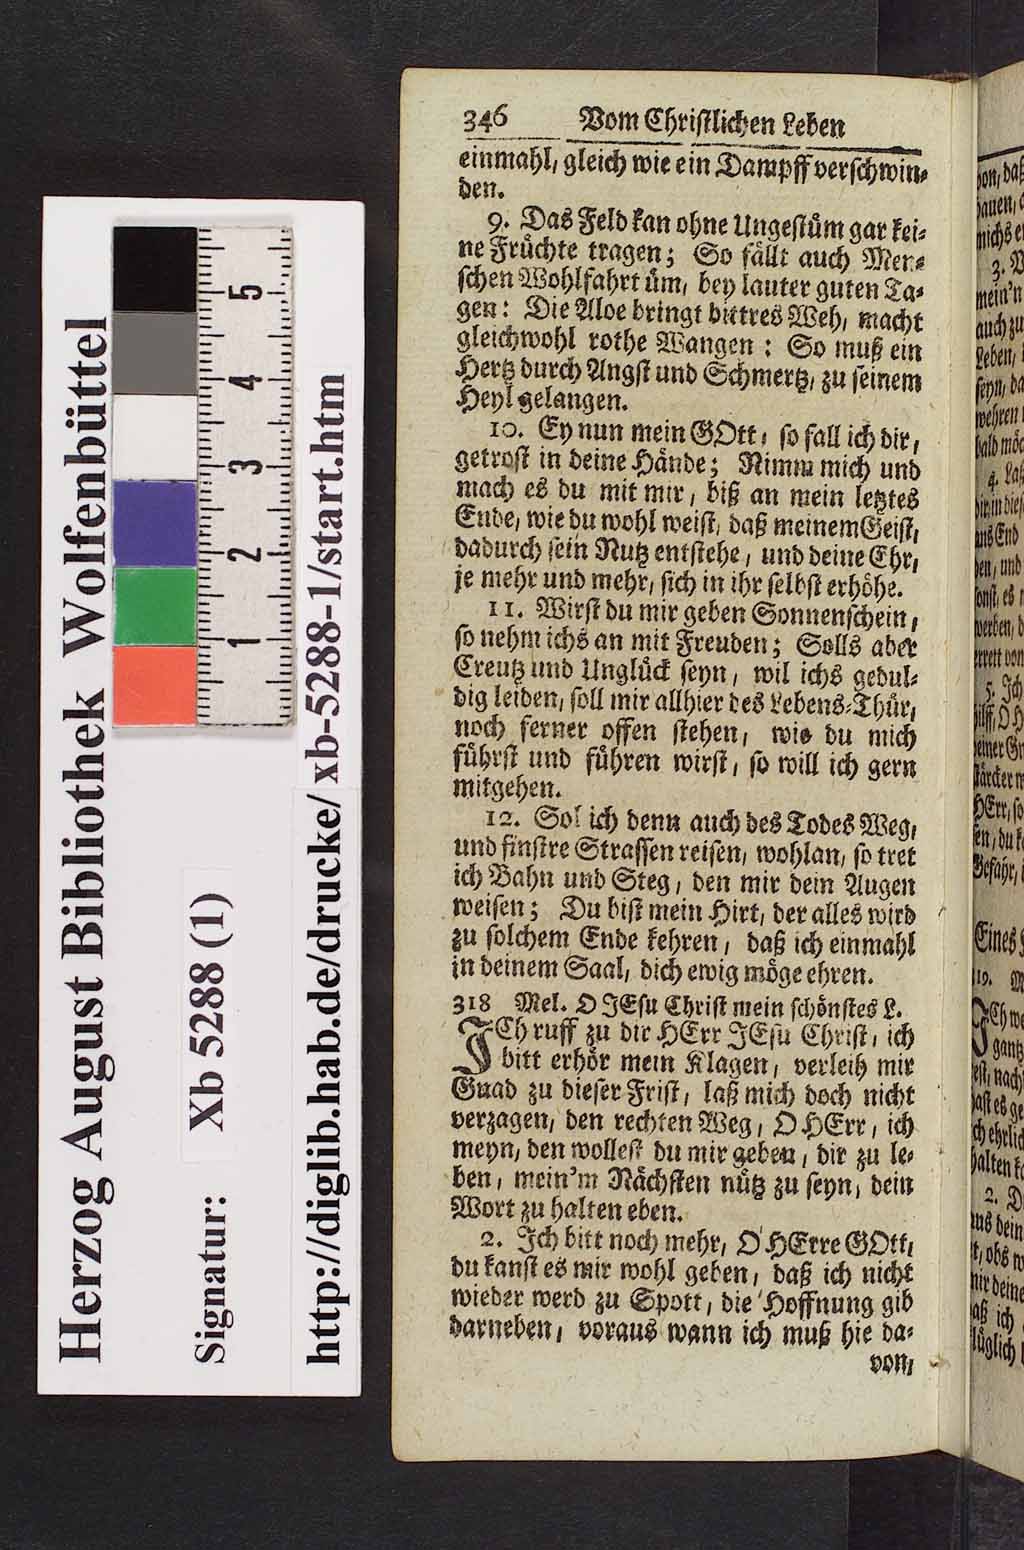 Herzog August Bibliothek Wolfenbüttel
Signatur: Xb 5288 (1)
http://diglib.hab.de/drucke/ xb-5288-1/start.htm
5
4
3
2
1
346 Vom Christlichen Leben
einmahl, gleich wie ein Dampff verschwin-
den.
9. Das Feld kan ohne Ungestüm gar kei-
ne Früchte tragen; So fällt auch Men-
schen Wohlfahrt üm, bey lauter guten Ta-
gen: Die Aloe bringt bittres Weh, macht
gleichwohl rothe Wangen: So muß ein
Hertz durch Angst und Schmertz, zu seinem
Heyl gelangen.
10. Ey nun mein GOtt, so fall ich dir,
getrost in deine Hände; Nimm mich und
mach es du mit mir, biß an mein letztes
Ende, wie du wohl weist, daß meinem Geist,
dadurch sein Nutz entstehe, und deine Ehr,
je mehr und mehr, sich in ihr selbst erhöhe.
11. Wirst du mir geben Sonnenschein,
so nehm ichs an mit Freuden; Solls aber
Creutz und Unglück seyn, wil ichs gedul-
dig leiden, soll mir allhier des Lebens-Thür,
noch ferner offen stehen, wie du mich
führst und führen wirst, so will ich gern
mitgehen.
12. Sol ich denn auch des Todes Weg,
und finstre Strassen reisen, wohlan, so tret
ich Bahn und Steg, den mir dein Augen
weisen; Du bist mein Hirt, der alles wird
zu solchem Ende kehren, daß ich einmahl
in deinem Saal, dich ewig möge ehren.
318 Mel. O JEsu Christ mein schönstes L.
JCh ruff zu dir HErr JEsu Christ, ich
bitt erhör mein Klagen, verleih mir
Gnad zu dieser Frist, laß mich doch nicht
verzagen, den rechten Weg, O HErr, ich
meyn, den wollest du mir geben, dir zu le-
ben, mein'm Nächsten nütz zu seyn, dein
Wort zu halten eben.
2. Ich bitt noch mehr, O HErre GOtt,
du kanst es mir wohl geben, daß ich nicht
wieder werd zu Spott, die Hoffnung gib
darneben, voraus wann ich muß hie da-
von,